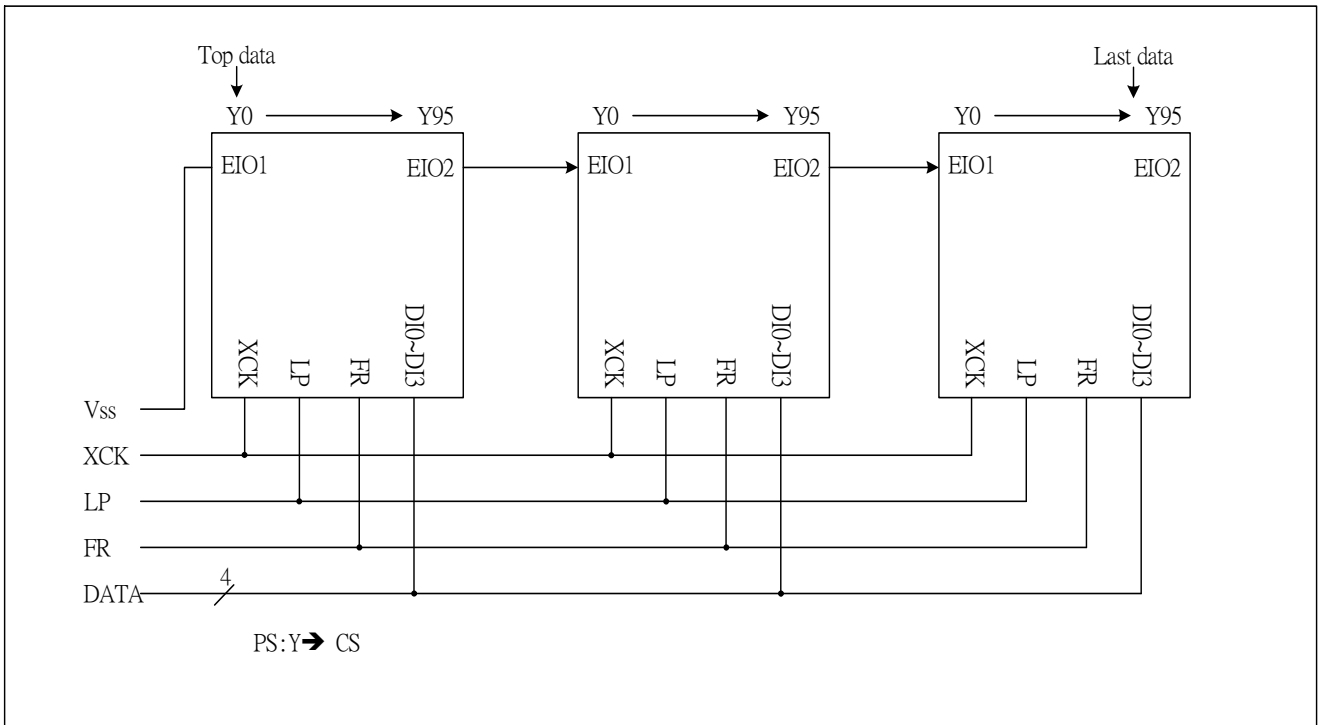 Top data
Last data
Y0 Y95 Y0 Y95 Y0 Y95
EIO1 EIO2 EIO1 EIO2 EIO1 EIO2
XCK LP FR DI0~DI3 XCK LP FR DI0~DI3 XCK LP FR DI0~DI3
Vss
XCK
LP
FR
DATA 4
PS:Y➔ CS